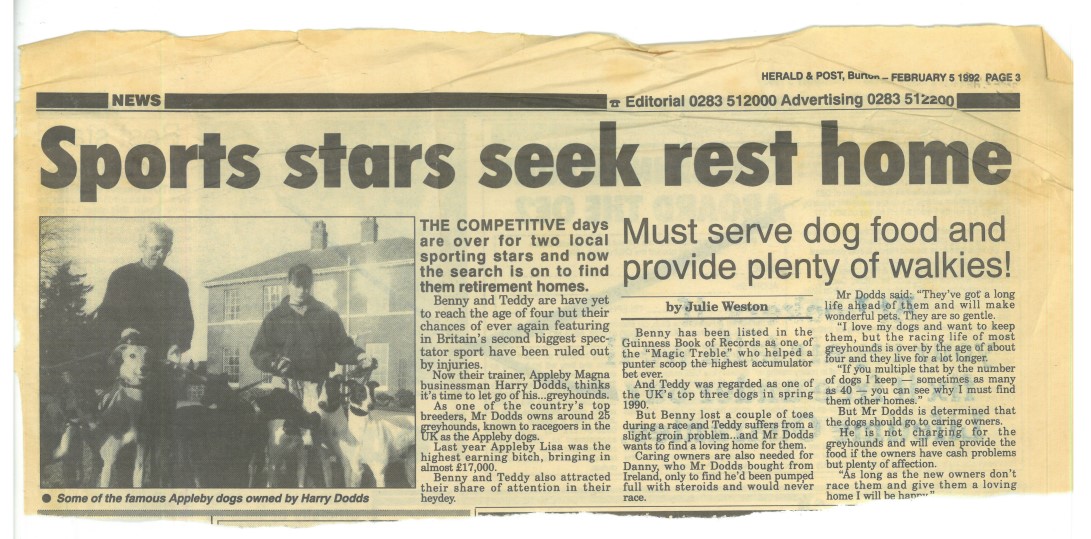 HERALD & POST, Burton – FEBRUARY 5 1992 PAGE 3
NEWS
☎ Editorial 0283 512000 Advertising 0283 512200
Sports stars seek rest home
THE COMPETITIVE days
are over for two local
sporting stars and now
the search is on to find
them retirement homes.
Benny and Teddy are have yet
to reach the age of four but their
chances of ever again featuring
in Britain's second biggest spec-
tator sport have been ruled out
by injuries.
Now their trainer, Appleby Magna
businessman Harry Dodds, thinks
it's time to let go of his...greyhounds.
As one of the country's top
breeders, Mr Dodds owns around 25
greyhounds, known to racegoers in the
UK as the Appleby dogs.
Last year Appleby Lisa was the
highest earning bitch, bringing in
almost £17,000.
Benny and Teddy also attracted
their share of attention in their
heyday.
● Some of the famous Appleby dogs owned by Harry Dodds
Must serve dog food and
provide plenty of walkies!
by Julie Weston
Benny has been listed in the
Guinness Book of Records as one of
the "Magic Treble" who helped a
punter scoop the highest accumulator
bet ever.
And Teddy was regarded as one of
the UK's top three dogs in spring
1990.
But Benny lost a couple of toes
during a race and Teddy suffers from a
slight groin problem...and Mr Dodds
wants to find a loving home for them.
Caring owners are also needed for
Danny, who Mr Dodds bought from
Ireland, only to find he'd been pumped
full with steroids and would never
race.
Mr Dodds said: "They've got a long
life ahead of them and will make
wonderful pets. They are so gentle.
"I love my dogs and want to keep
them, but the racing life of most
greyhounds is over by the age of about
four and they live for a lot longer.
"If you multiple that by the number
of dogs I keep — sometimes as many
as 40 — you can see why I must find
them other homes."
But Mr Dodds is determined that
the dogs should go to caring owners.
He is not charging for the
greyhounds and will even provide the
food if the owners have cash problems
but plenty of affection.
"As long as the new owners don't
race them and give them a loving
home I will be happy."